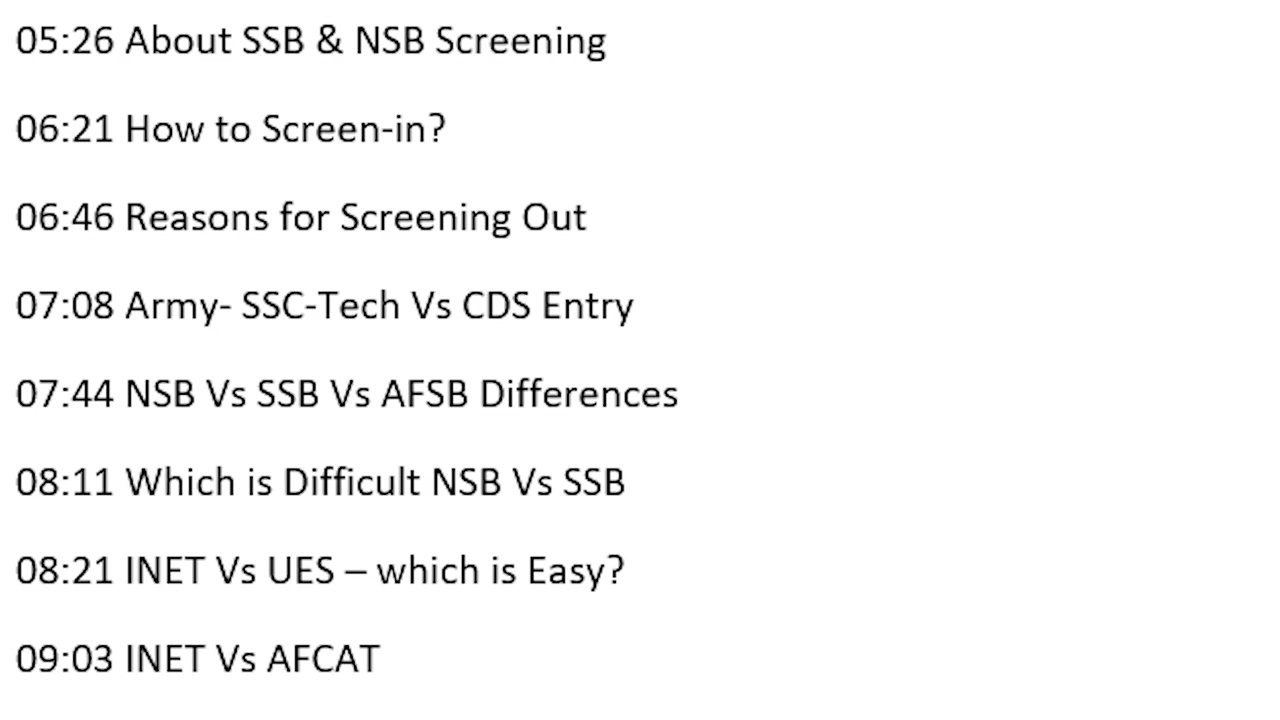 05:26 About SSB & NSB Screening
06:21 How to Screen-in?
06:46 Reasons for Screening Out
07:08 Army- SSC-Tech Vs CDS Entry
07:44 NSB Vs SSB Vs AFSB Differences
08:11 Which is Difficult NSB Vs SSB
08:21 INET Vs UES – which is Easy?
09:03 INET Vs AFCAT